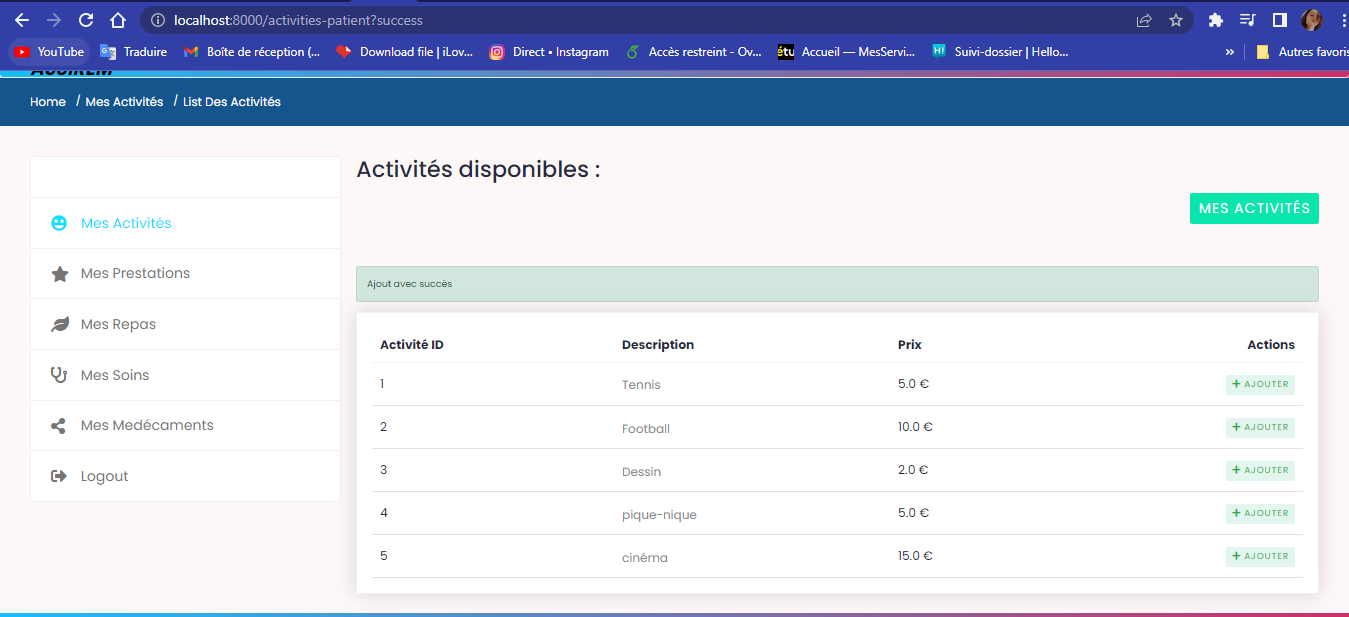 localhost:8000/activities-patient?success
YouTube Traduire Boîte de réception (... Download file | iLov... Direct • Instagram Accès restreint - Ov... étu Accueil — MesServi... H! Suivi-dossier | Hello... » Autres favoris
Home / Mes Activités / List Des Activités
Activités disponibles :
MES ACTIVITÉS
Mes Activités
Mes Prestations
Mes Repas
Mes Soins
Mes Medécaments
Logout
Ajout avec succès
Activité ID Description Prix Actions
1 Tennis 5.0 € + AJOUTER
2 Football 10.0 € + AJOUTER
3 Dessin 2.0 € + AJOUTER
4 pique-nique 5.0 € + AJOUTER
5 cinéma 15.0 € + AJOUTER